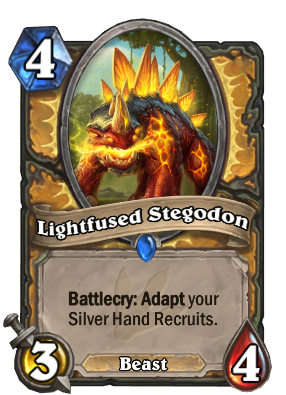 4
Lightfused Stegodon
Battlecry: Adapt your
Silver Hand Recruits.
3
Beast
4